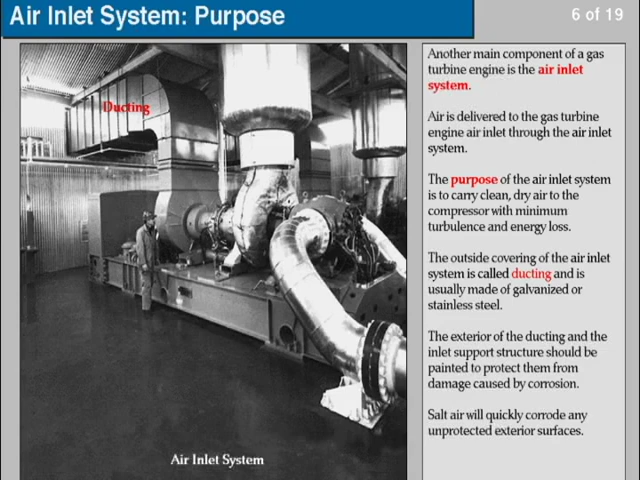 Air Inlet System: Purpose
6 of 19
Ducting
Air Inlet System
Another main component of a gas
turbine engine is the air inlet
system.
Air is delivered to the gas turbine
engine air inlet through the air inlet
system.
The purpose of the air inlet system
is to carry clean, dry air to the
compressor with minimum
turbulence and energy loss.
The outside covering of the air inlet
system is called ducting and is
usually made of galvanized or
stainless steel.
The exterior of the ducting and the
inlet support structure should be
painted to protect them from
damage caused by corrosion.
Salt air will quickly corrode any
unprotected exterior surfaces.